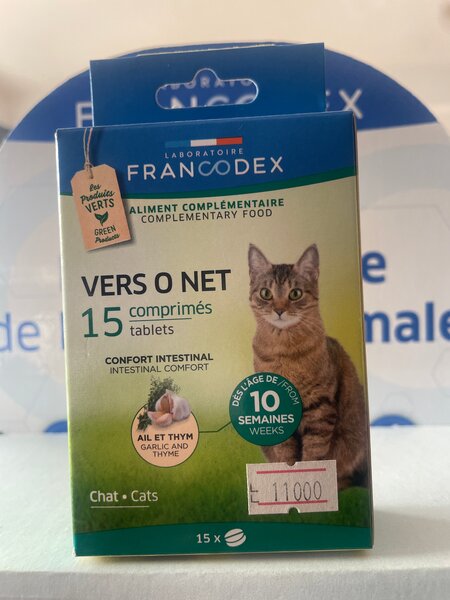 LABORATOIRE
FRANCODEX
Les
Produits
VERTS
GREEN
Products
ALIMENT COMPLÉMENTAIRE
COMPLEMENTARY FOOD
VERS O NET
15 comprimés
tablets
CONFORT INTESTINAL
INTESTINAL COMFORT
AIL ET THYM
GARLIC AND
THYME
DÈS L'ÂGE DE/FROM
10
SEMAINES
WEEKS
11000
Chat • Cats
15 x